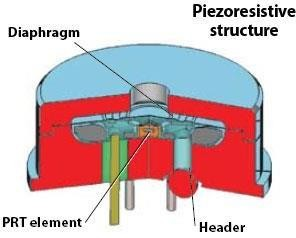 Piezoresistive
structure
Diaphragm
PRT element
Header